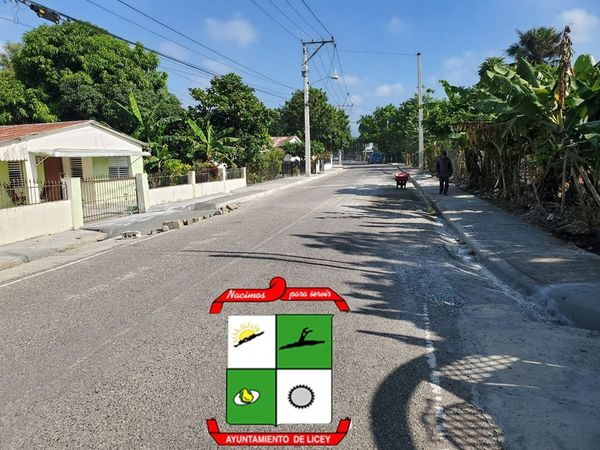 Nacimos para servir
AYUNTAMIENTO DE LICEY